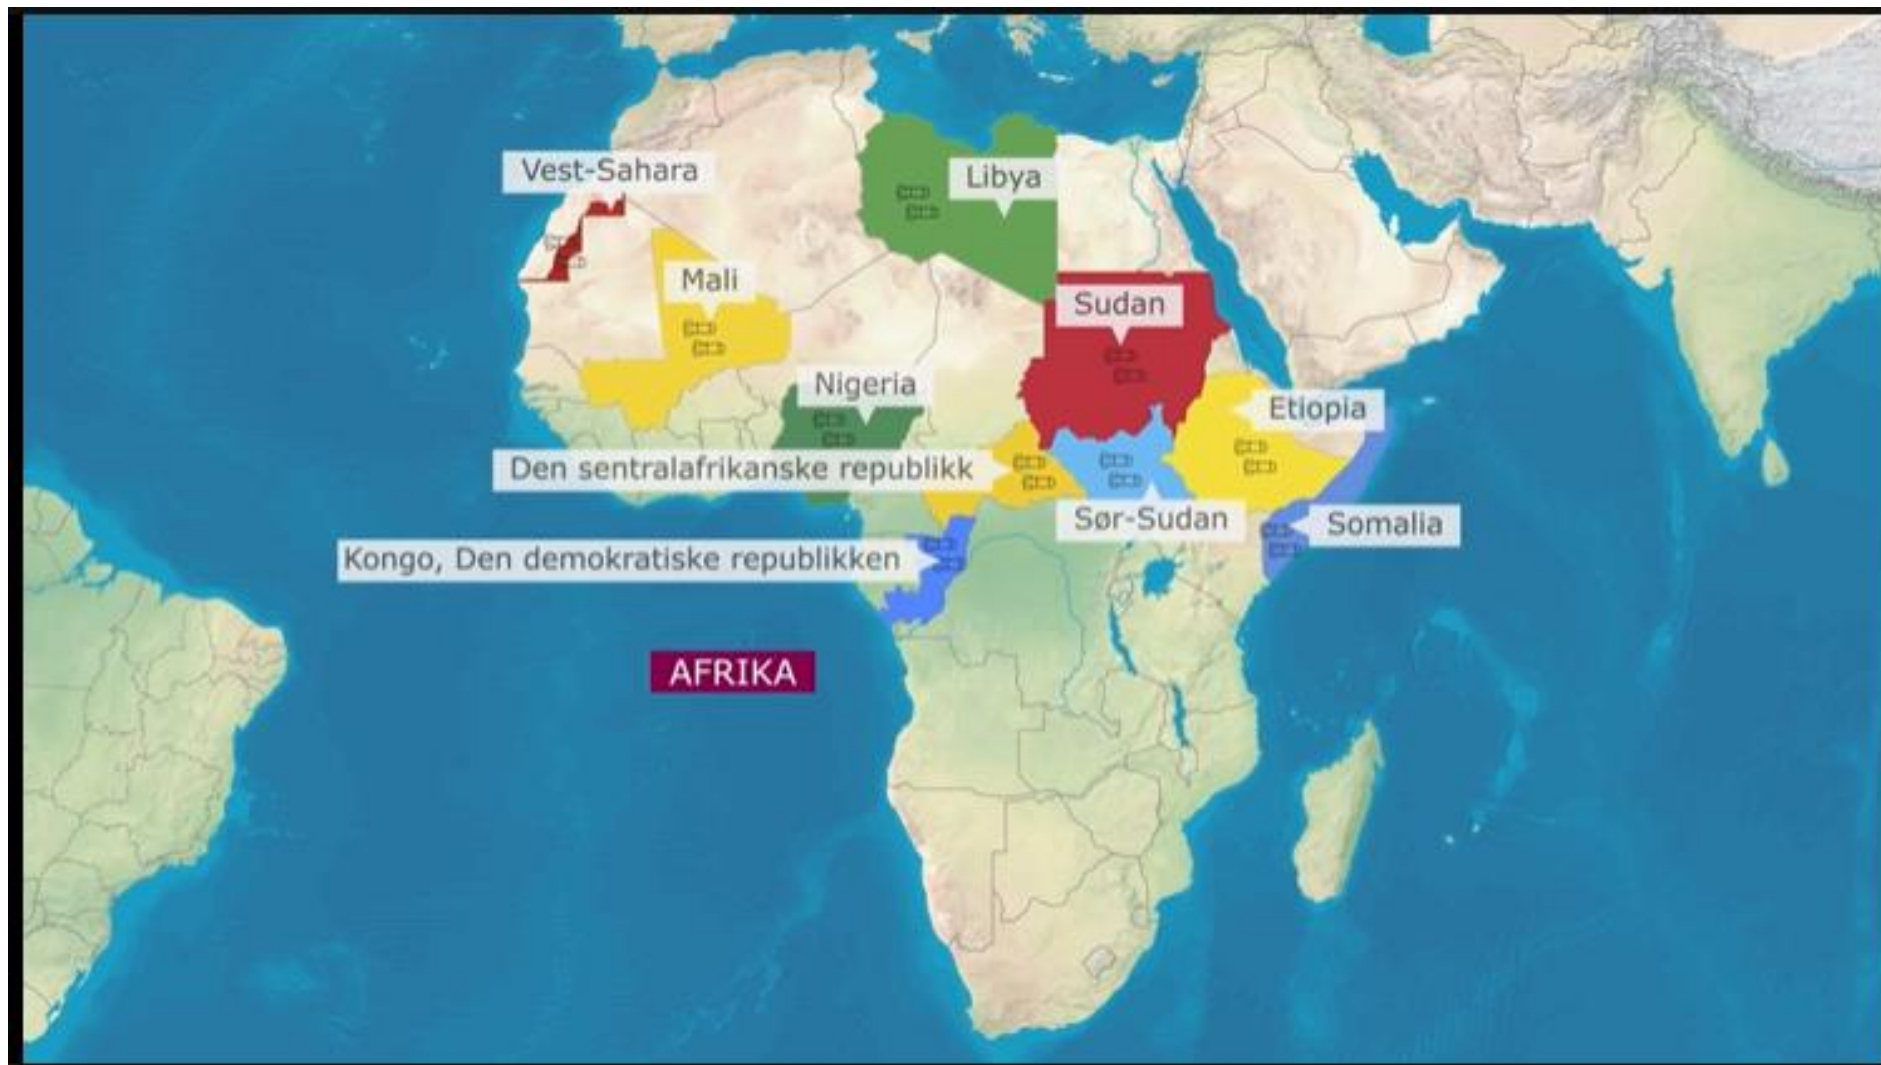 Vest-Sahara
Libya
Mali
Sudan
Nigeria
Etiopia
Den sentralafrikanske republikk
Sør-Sudan
Somalia
Kongo, Den demokratiske republikken
AFRIKA